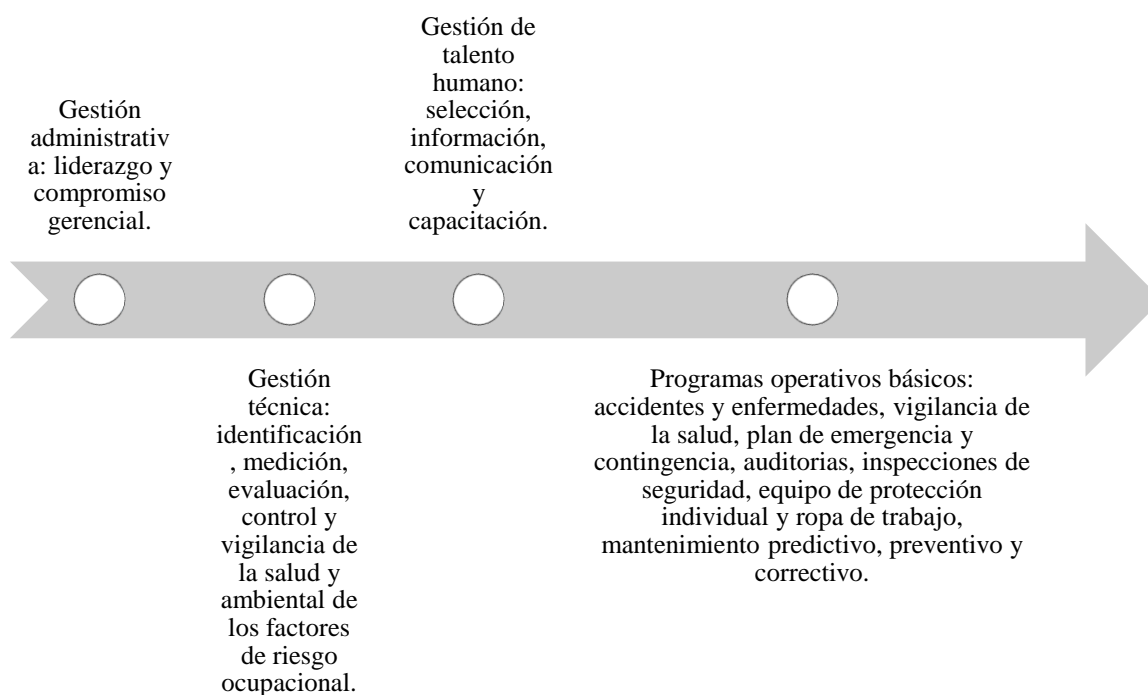 Gestión
administrativ
a: liderazgo y
compromiso
gerencial.
Gestión
técnica:
identificación
, medición,
evaluación,
control y
vigilancia de
la salud y
ambiental de
los factores
de riesgo
ocupacional.
Gestión de
talento
humano:
selección,
información,
comunicación
y
capacitación.
Programas operativos básicos:
accidentes y enfermedades, vigilancia de
la salud, plan de emergencia y
contingencia, auditorias, inspecciones de
seguridad, equipo de protección
individual y ropa de trabajo,
mantenimiento predictivo, preventivo y
correctivo.